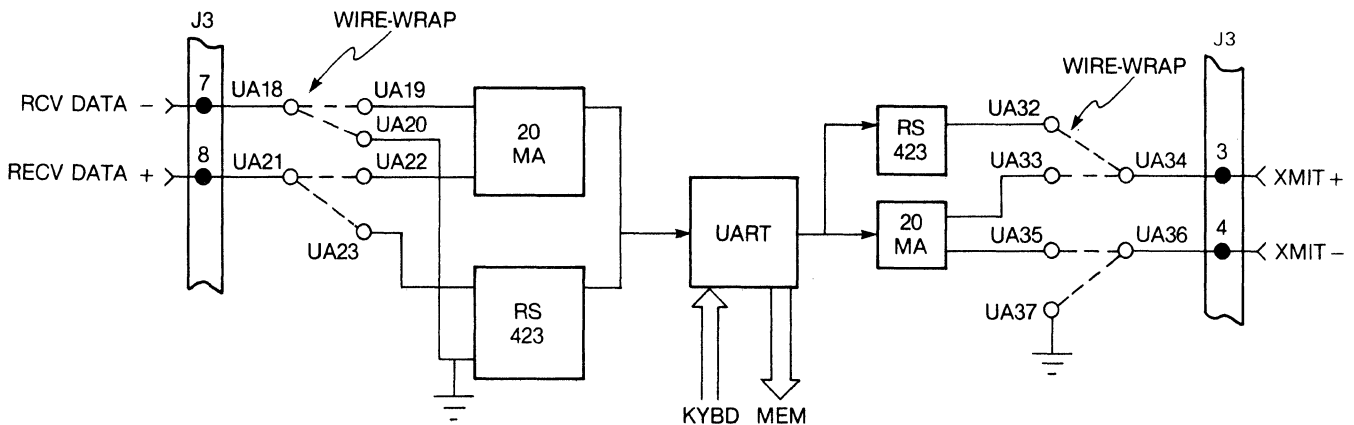 J3
WIRE-WRAP
7
RCV DATA -
UA18
UA19
UA20
8
RECV DATA +
UA21
UA22
UA23
20
MA
RS
423
UART
KYBD
MEM
RS
423
20
MA
UA32
WIRE-WRAP
UA33
UA34
UA35
UA36
UA37
J3
3
XMIT +
4
XMIT -